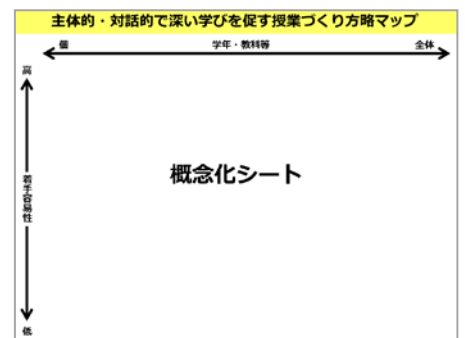 主体的・対話的で深い学びを促す授業づくり方略マップ
個 学年・教科等 全体
高
概念化シート
着手容易性
低